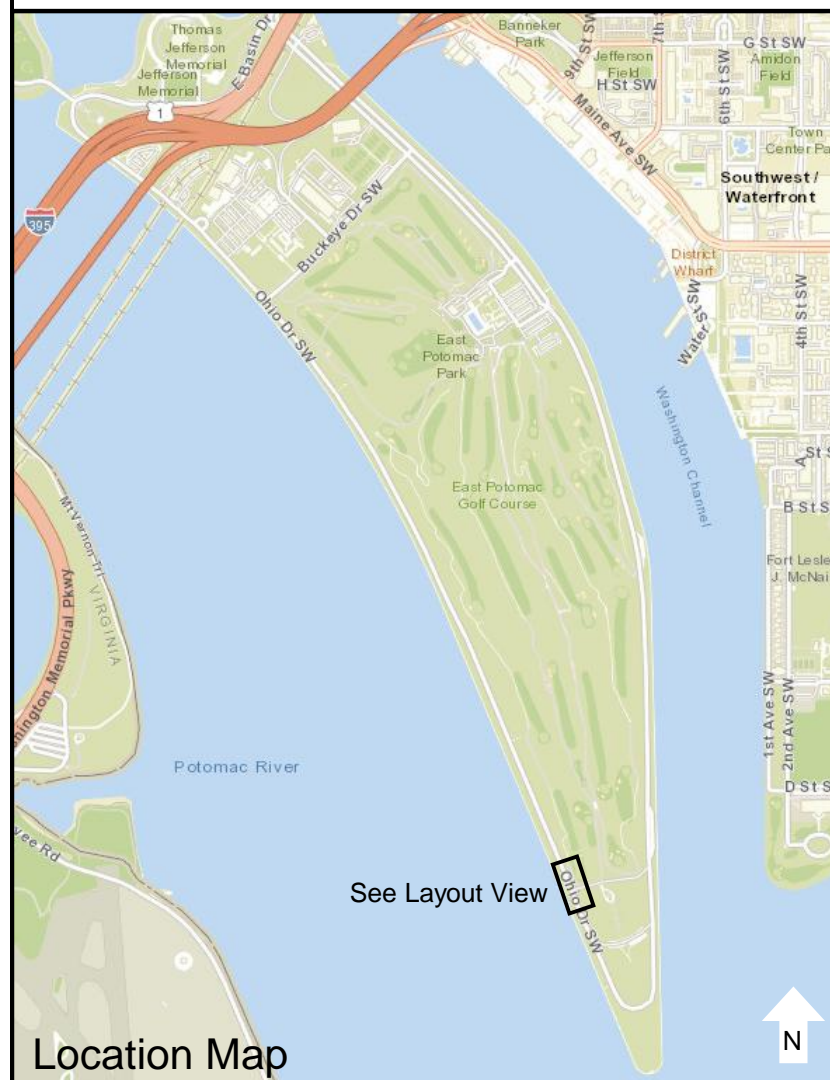 Thomas
Jefferson
Memorial
Jefferson
Memorial
E Basin Dr
1
395
Banneker
Park
9th St SW
7th S
G St SW
Jefferson
Field
H St SW
Amidon
Field
6th St SW
Maine Ave SW
Town
Center Pa
Southwest /
Waterfront
Buckeye Dr SW
Ohio Dr SW
District
Wharf
Water St SW
4th St SW
East
Potomac
Park
Washington Channel
East Potomac
Golf Course
A St S
B St S
Fort Lesle
J. McNai
Mt Vernon Trl
VIRGINIA
hington Memorial Pkwy
1st Ave SW
2nd Ave SW
Potomac River
D St S
vee Rd
See Layout View
Ohio Dr SW
Location Map
N